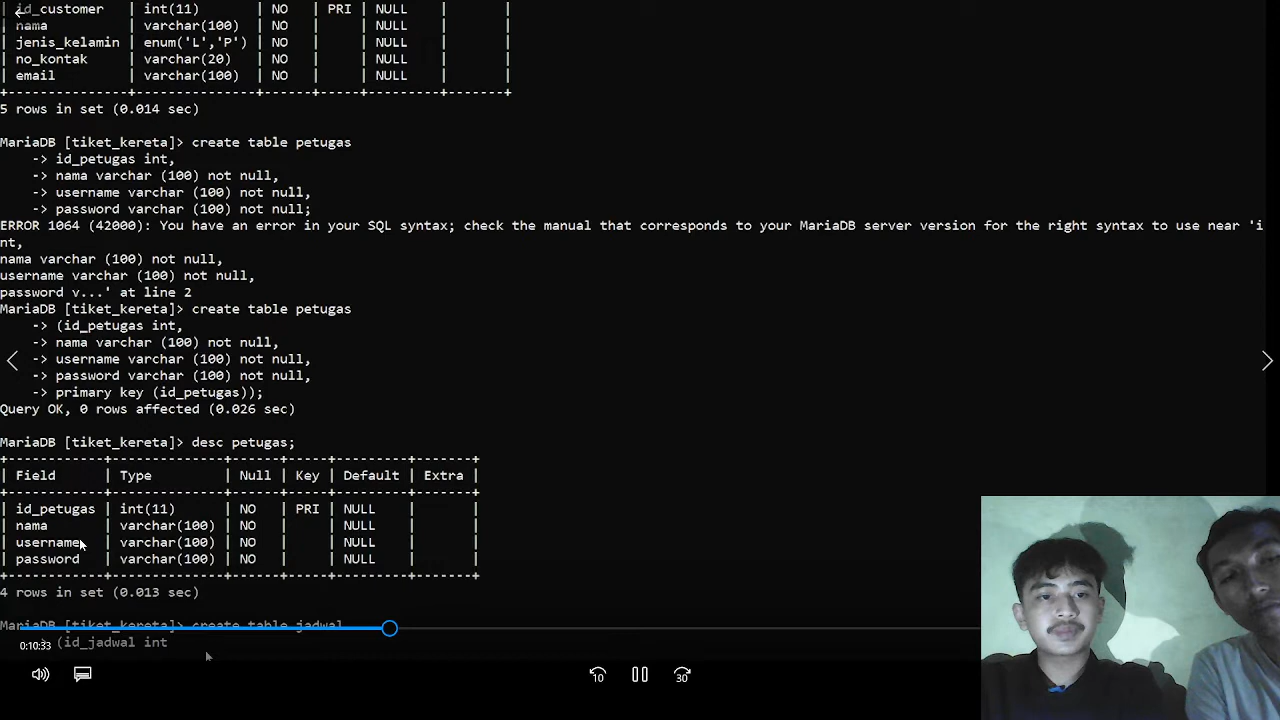 | id_customer | int(11) | NO | PRI | NULL | |
| nama | varchar(100) | NO | | NULL | |
| jenis_kelamin | enum('L','P') | NO | | NULL | |
| no_kontak | varchar(20) | NO | | NULL | |
| email | varchar(100) | NO | | NULL | |
+---------------+---------------+------+-----+---------+-------+
5 rows in set (0.014 sec)
MariaDB [tiket_kereta]> create table petugas
-> id_petugas int,
-> nama varchar (100) not null,
-> username varchar (100) not null,
-> password varchar (100) not null;
ERROR 1064 (42000): You have an error in your SQL syntax; check the manual that corresponds to your MariaDB server version for the right syntax to use near 'i
nt,
nama varchar (100) not null,
username varchar (100) not null,
password v...' at line 2
MariaDB [tiket_kereta]> create table petugas
-> (id_petugas int,
-> nama varchar (100) not null,
-> username varchar (100) not null,
-> password varchar (100) not null,
-> primary key (id_petugas));
Query OK, 0 rows affected (0.026 sec)
MariaDB [tiket_kereta]> desc petugas;
+------------+--------------+------+-----+---------+-------+
| Field | Type | Null | Key | Default | Extra |
+------------+--------------+------+-----+---------+-------+
| id_petugas | int(11) | NO | PRI | NULL | |
| nama | varchar(100) | NO | | NULL | |
| username | varchar(100) | NO | | NULL | |
| password | varchar(100) | NO | | NULL | |
+------------+--------------+------+-----+---------+-------+
4 rows in set (0.013 sec)
MariaDB [tiket_kereta]> create table jadwal
-> (id_jadwal int
0:10:33
10
30